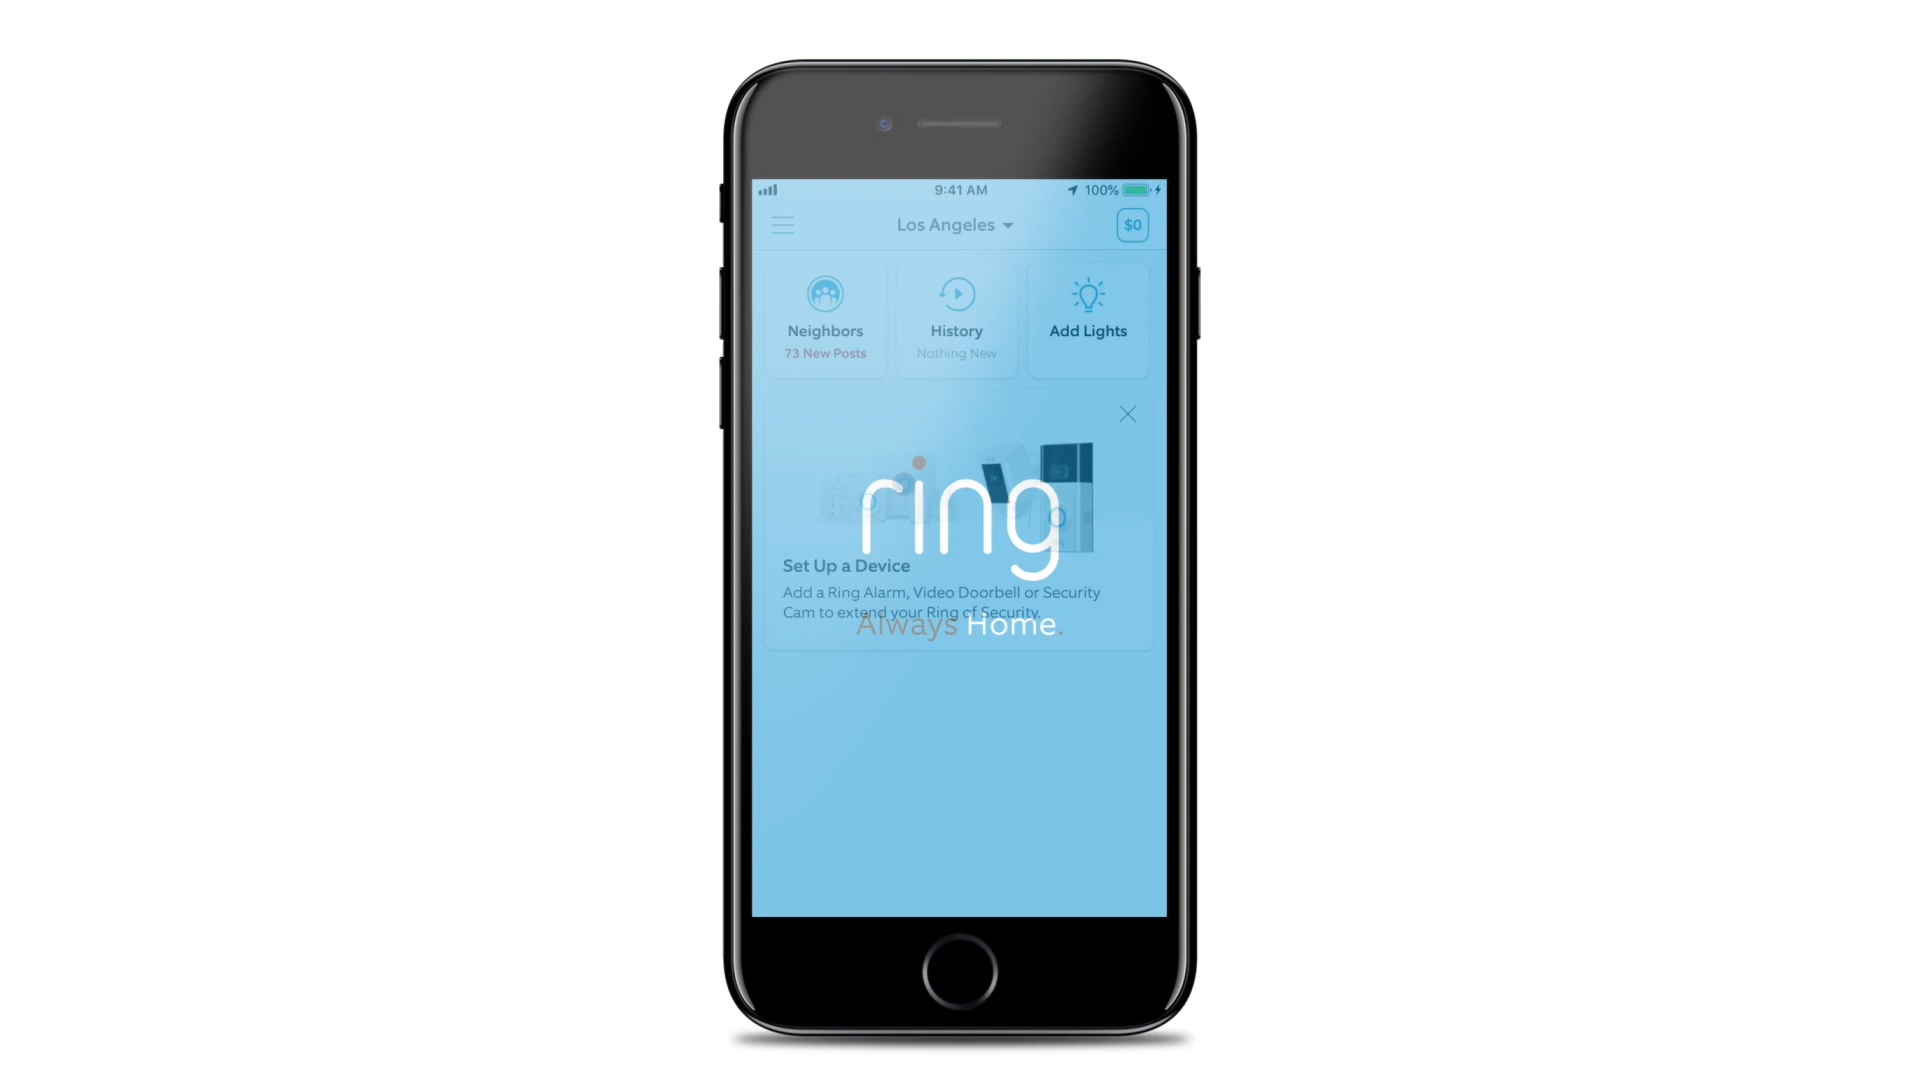 9:41 AM
100%
Los Angeles
$0
Neighbors
73 New Posts
History
Nothing New
Add Lights
ring
Set Up a Device
Add a Ring Alarm, Video Doorbell or Security
Cam to extend your Ring of Security.
Always Home.